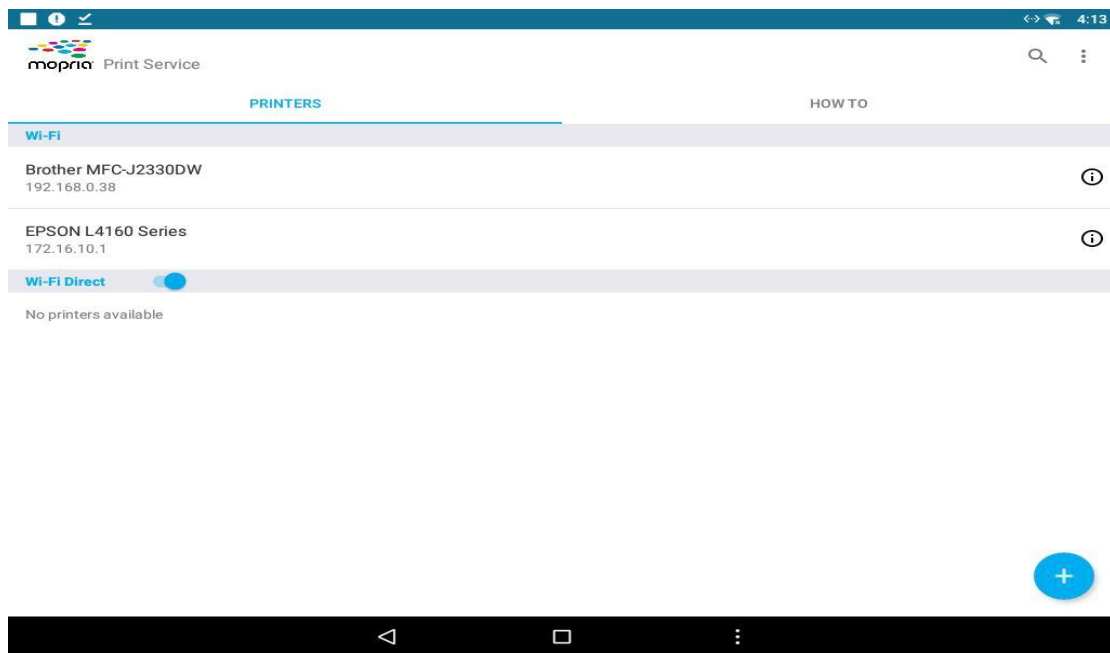 4:13
mopria Print Service
PRINTERS HOW TO
Wi-Fi
Brother MFC-J2330DW
192.168.0.38
EPSON L4160 Series
172.16.10.1
Wi-Fi Direct
No printers available